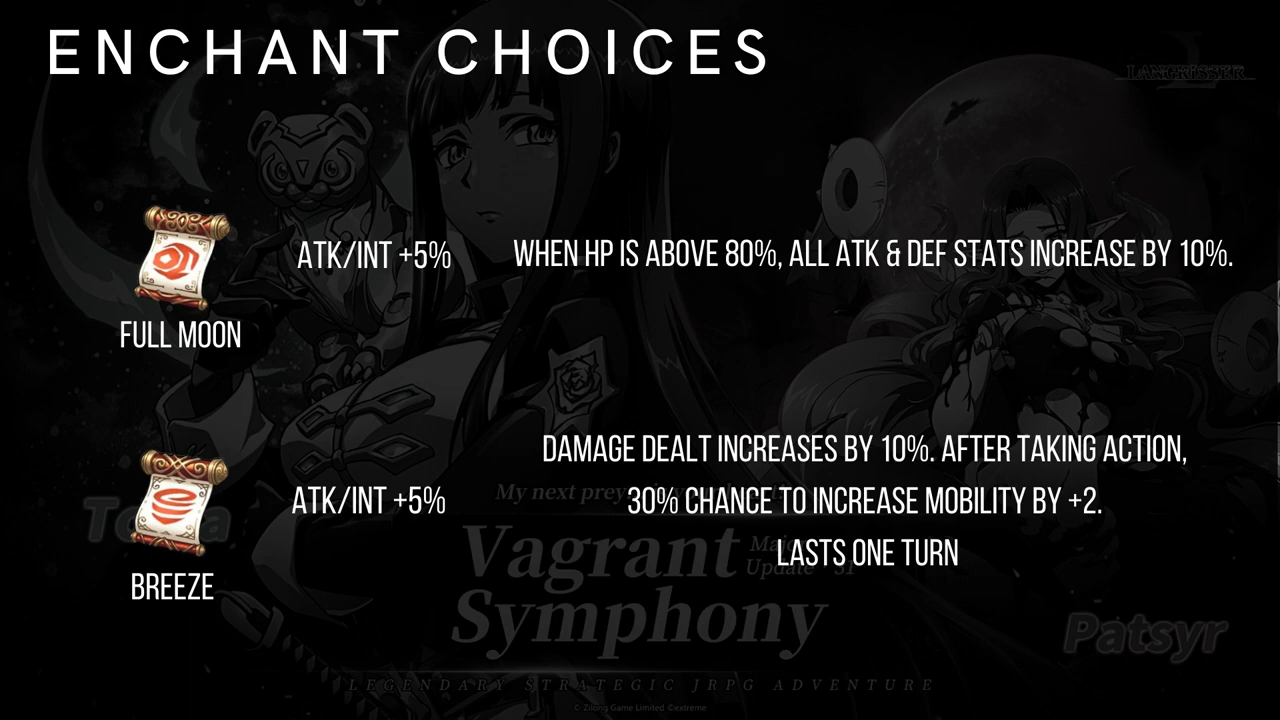 ENCHANT CHOICES
LANGRISSER
ATK/INT +5%
WHEN HP IS ABOVE 80%, ALL ATK & DEF STATS INCREASE BY 10%.
FULL MOON
DAMAGE DEALT INCREASES BY 10%. AFTER TAKING ACTION,
ATK/INT +5%
30% CHANCE TO INCREASE MOBILITY BY +2.
My next prey
LASTS ONE TURN
BREEZE
Vagrant
Symphony
Update
Patsyr
LEGENDARY STRATEGIC JRPG ADVENTURE
© Zilong Game Limited ©extreme